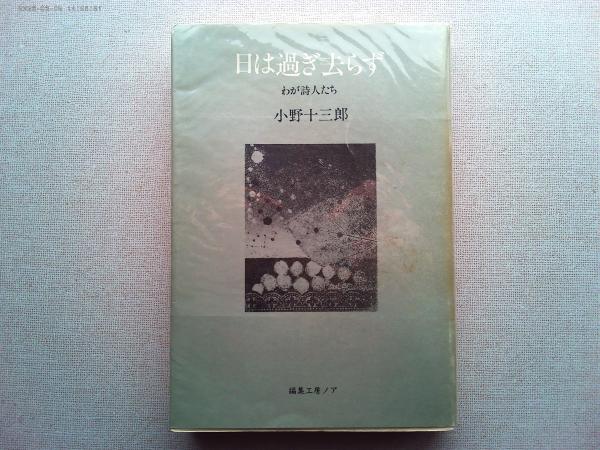 日は過ぎ去らず
わが詩人たち
小野十三郎
編集工房ノア